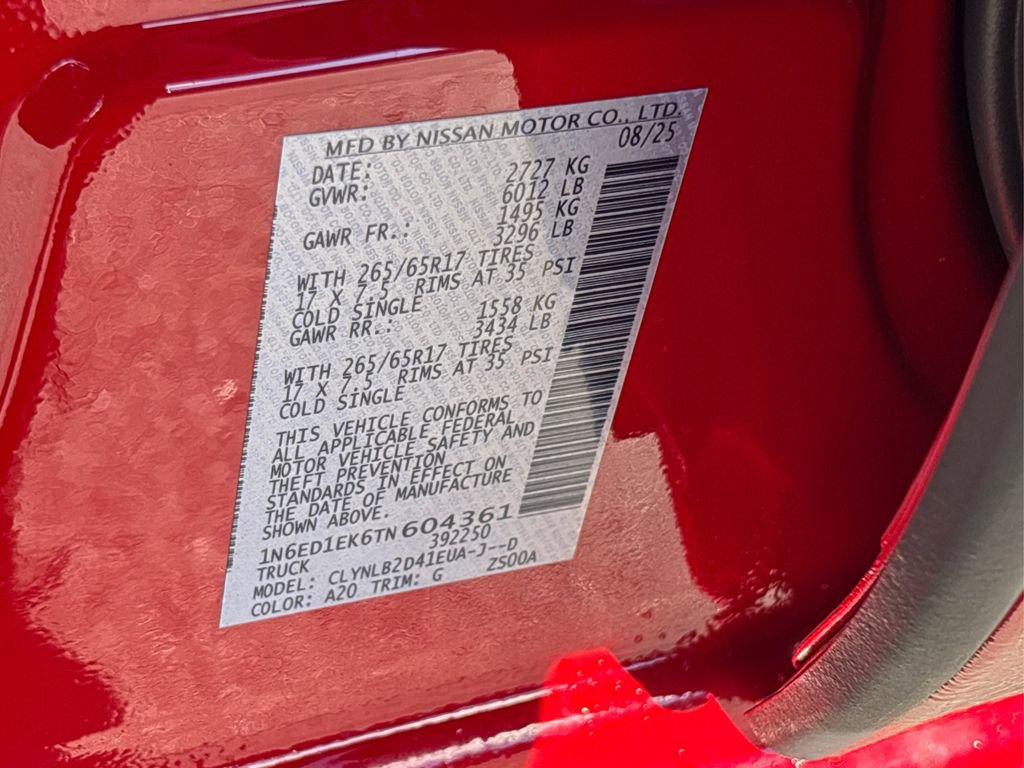 MFD BY NISSAN MOTOR CO., LTD.
DATE: 08/25
GVWR: 2727 KG
6012 LB
GAWR FR.: 1495 KG
3296 LB
WITH 265/65R17 TIRES
17 X 7.5 RIMS AT 35 PSI
COLD SINGLE
GAWR RR.: 1558 KG
3434 LB
WITH 265/65R17 TIRES
17 X 7.5 RIMS AT 35 PSI
COLD SINGLE
THIS VEHICLE CONFORMS TO
ALL APPLICABLE FEDERAL
MOTOR VEHICLE SAFETY AND
THEFT PREVENTION
STANDARDS IN EFFECT ON
THE DATE OF MANUFACTURE
SHOWN ABOVE.
1N6ED1EK6TN604361
TRUCK 392250
MODEL: CLYNLB2D41EUA-J--D
COLOR: A20 TRIM: G ZS00A